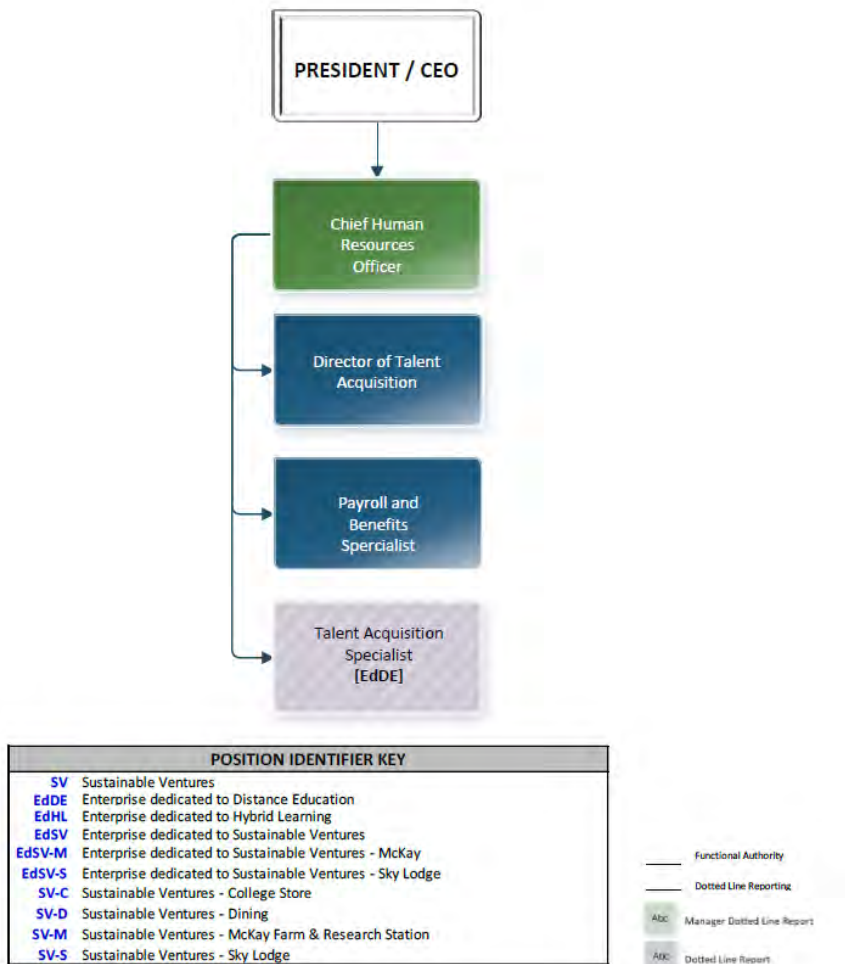 PRESIDENT / CEO
Chief Human
Resources
Officer
Director of Talent
Acquisition
Payroll and
Benefits
Spercialist
Talent Acquisition
Specialist
[EdDE]
POSITION IDENTIFIER KEY
SV Sustainable Ventures
EdDE Enterprise dedicated to Distance Education
EdHL Enterprise dedicated to Hybrid Learning
EdSV Enterprise dedicated to Sustainable Ventures
EdSV-M Enterprise dedicated to Sustainable Ventures - McKay
EdSV-S Enterprise dedicated to Sustainable Ventures - Sky Lodge
SV-C Sustainable Ventures - College Store
SV-D Sustainable Ventures - Dining
SV-M Sustainable Ventures - McKay Farm & Research Station
SV-S Sustainable Ventures - Sky Lodge
Functional Authority
Dotted Line Reporting
Abc Manager Dotted Line Report
Abc Dotted Line Report